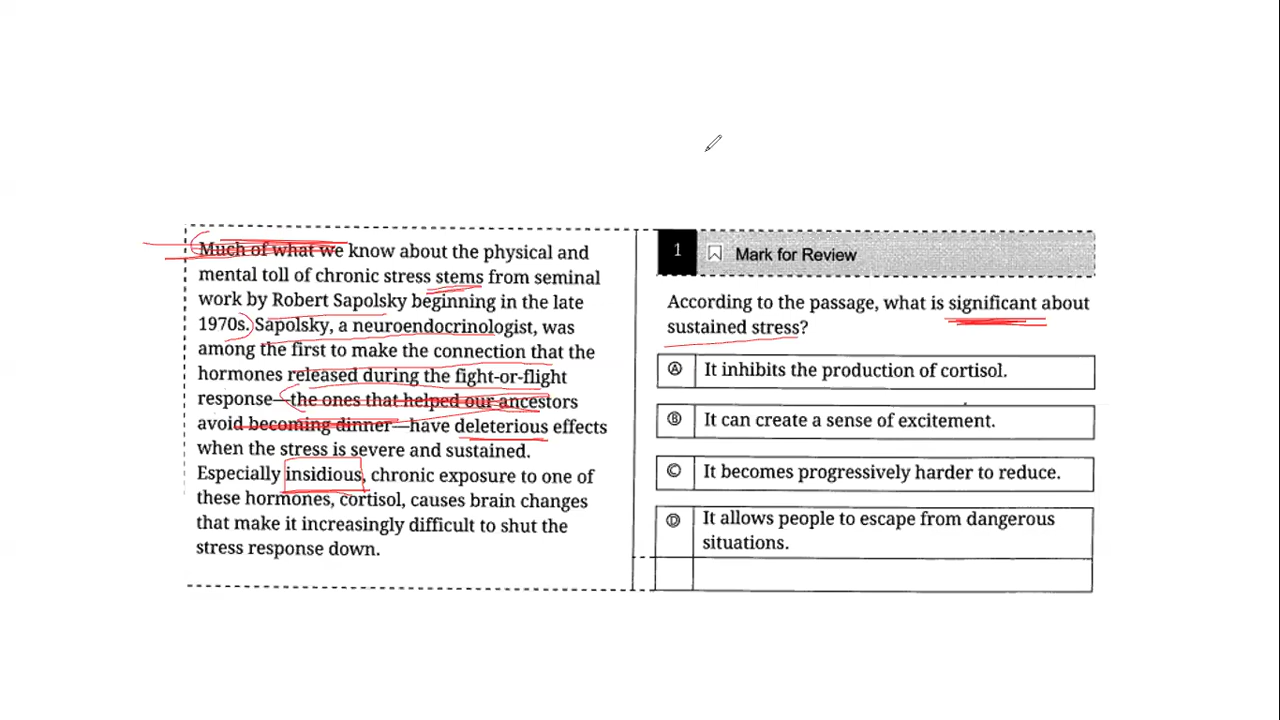 Much of what we know about the physical and
mental toll of chronic stress stems from seminal
work by Robert Sapolsky beginning in the late
1970s. Sapolsky, a neuroendocrinologist, was
among the first to make the connection that the
hormones released during the fight-or-flight
response—the ones that helped our ancestors
avoid becoming dinner—have deleterious effects
when the stress is severe and sustained.
Especially insidious, chronic exposure to one of
these hormones, cortisol, causes brain changes
that make it increasingly difficult to shut the
stress response down.
1 Mark for Review
According to the passage, what is significant about
sustained stress?
A It inhibits the production of cortisol.
B It can create a sense of excitement.
C It becomes progressively harder to reduce.
D It allows people to escape from dangerous
situations.